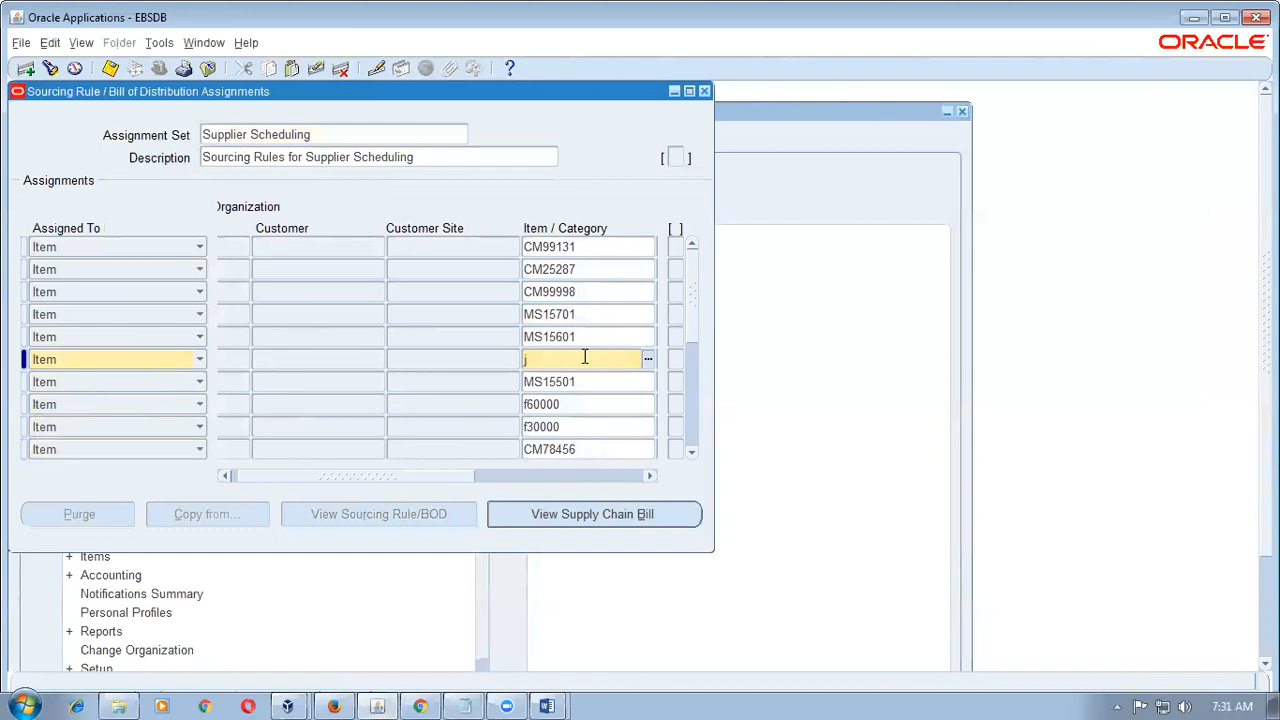 Oracle Applications - EBSDB
File Edit View Folder Tools Window Help
ORACLE
Sourcing Rule / Bill of Distribution Assignments
Assignment Set Supplier Scheduling
Description Sourcing Rules for Supplier Scheduling
[ ]
Assignments
Organization
Assigned To Customer Customer Site Item / Category [ ]
Item CM99131
Item CM25287
Item CM99998
Item MS15701
Item MS15601
Item j ...
Item MS15501
Item f60000
Item f30000
Item CM78456
Purge Copy from... View Sourcing Rule/BOD View Supply Chain Bill
+ Items
+ Accounting
Notifications Summary
Personal Profiles
+ Reports
Change Organization
+ Setup
7:31 AM